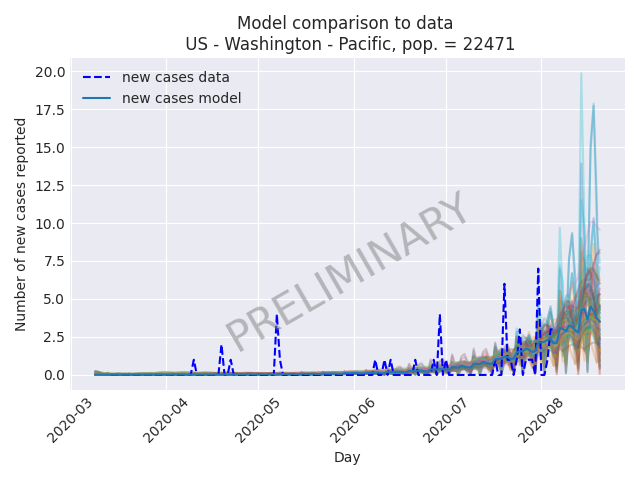 Model comparison to data
US - Washington - Pacific, pop. = 22471
new cases data
new cases model
PRELIMINARY
Number of new cases reported
20.0
17.5
15.0
12.5
10.0
7.5
5.0
2.5
0.0
2020-03
2020-04
2020-05
2020-06
2020-07
2020-08
Day